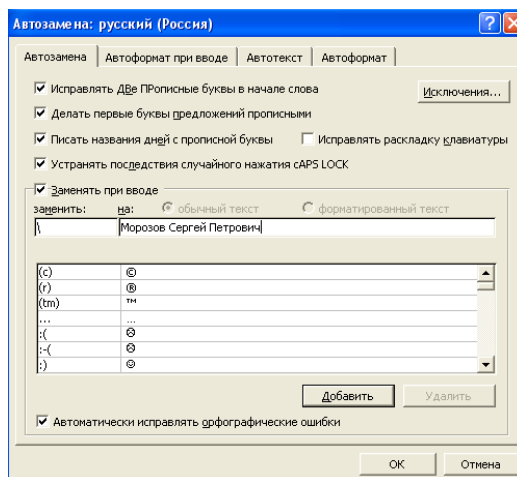 Автозамена: русский (Россия)
Автозамена Автоформат при вводе Автотекст Автоформат
Исправлять ДВе ПРописные буквы в начале слова Исключения...
Делать первые буквы предложений прописными
Писать названия дней с прописной буквы Исправлять раскладку клавиатуры
Устранять последствия случайного нажатия cAPS LOCK
Заменять при вводе
заменить: на: обычный текст форматированный текст
\ Морозов Сергей Петрович
(c) ©
(r) ®
(tm) ™
... …
:( ☹
:-( ☹
:) ☺
Добавить Удалить
Автоматически исправлять орфографические ошибки
ОК Отмена